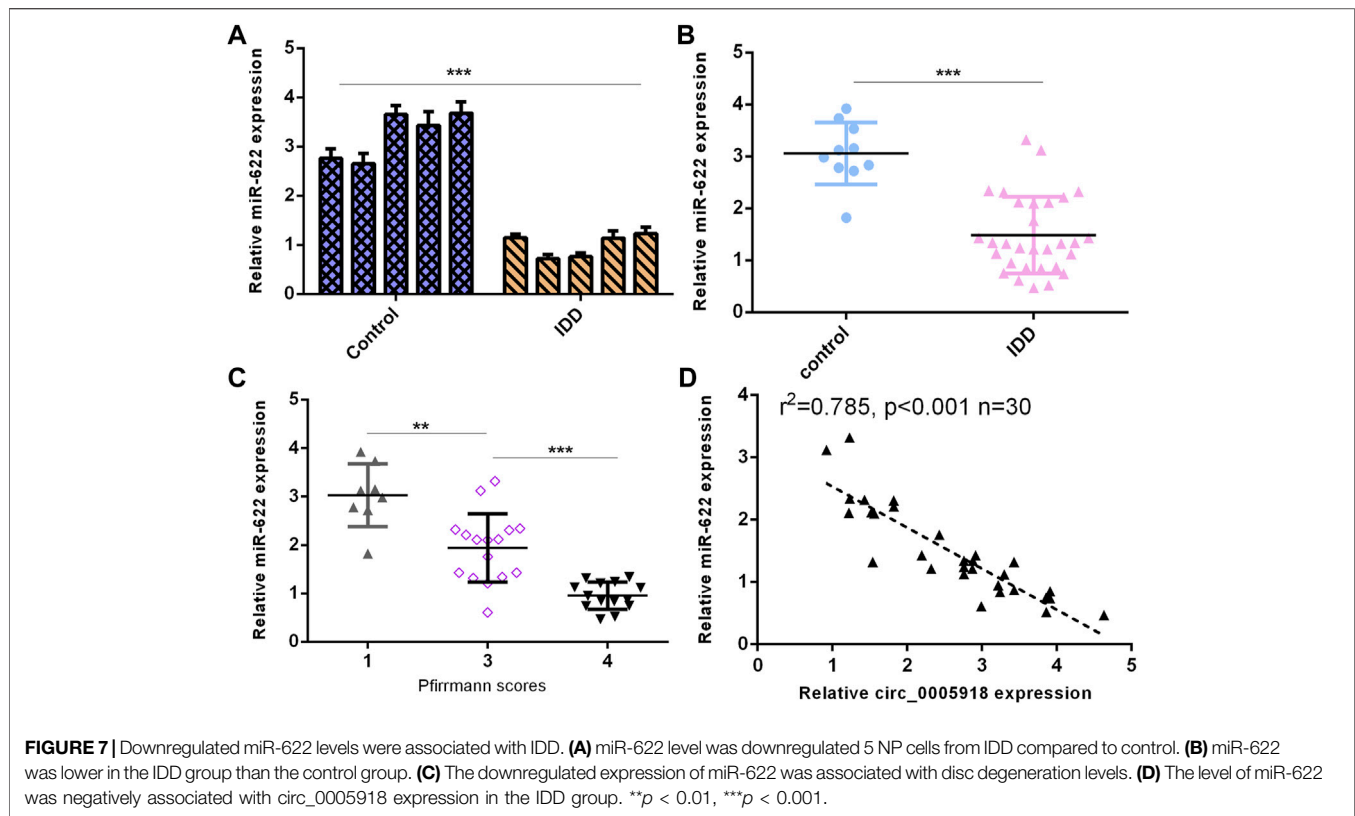 A
Relative miR-622 expression
5
4
3
2
1
0
***
Control
IDD
B
Relative miR-622 expression
5
4
3
2
1
0
***
control
IDD
C
Relative miR-622 expression
5
4
3
2
1
0
**
***
1
3
4
Pfirrmann scores
D
Relative miR-622 expression
4
3
2
1
0
r²=0.785, p<0.001 n=30
0
1
2
3
4
5
Relative circ_0005918 expression
FIGURE 7 | Downregulated miR-622 levels were associated with IDD. (A) miR-622 level was downregulated 5 NP cells from IDD compared to control. (B) miR-622
was lower in the IDD group than the control group. (C) The downregulated expression of miR-622 was associated with disc degeneration levels. (D) The level of miR-622
was negatively associated with circ_0005918 expression in the IDD group. **p < 0.01, ***p < 0.001.